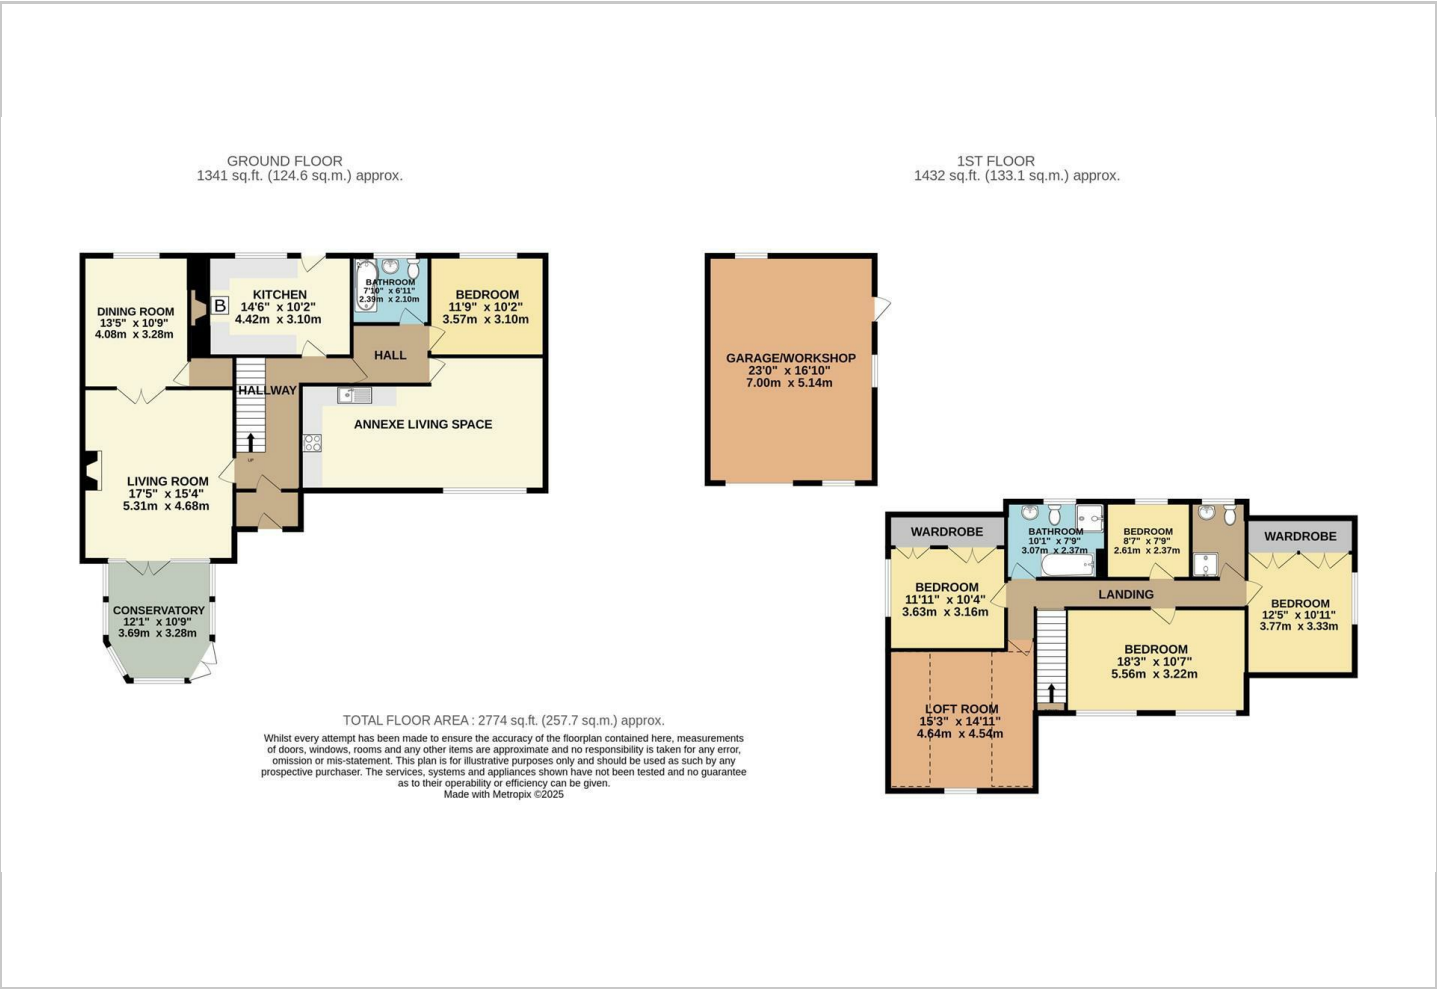 GROUND FLOOR
1341 sq.ft. (124.6 sq.m.) approx.
1ST FLOOR
1432 sq.ft. (133.1 sq.m.) approx.
DINING ROOM
13'5" x 10'9"
4.08m x 3.28m
B
KITCHEN
14'6" x 10'2"
4.42m x 3.10m
BATHROOM
7'10" x 6'11"
2.39m x 2.10m
BEDROOM
11'9" x 10'2"
3.57m x 3.10m
HALL
HALLWAY
UP
ANNEXE LIVING SPACE
LIVING ROOM
17'5" x 15'4"
5.31m x 4.68m
CONSERVATORY
12'1" x 10'9"
3.69m x 3.28m
GARAGE/WORKSHOP
23'0" x 16'10"
7.00m x 5.14m
WARDROBE
BATHROOM
10'1" x 7'9"
3.07m x 2.37m
BEDROOM
8'7" x 7'9"
2.61m x 2.37m
WARDROBE
BEDROOM
11'11" x 10'4"
3.63m x 3.16m
LANDING
BEDROOM
12'5" x 10'11"
3.77m x 3.33m
BEDROOM
18'3" x 10'7"
5.56m x 3.22m
LOFT ROOM
15'3" x 14'11"
4.64m x 4.54m
TOTAL FLOOR AREA : 2774 sq.ft. (257.7 sq.m.) approx.
Whilst every attempt has been made to ensure the accuracy of the floorplan contained here, measurements
of doors, windows, rooms and any other items are approximate and no responsibility is taken for any error,
omission or mis-statement. This plan is for illustrative purposes only and should be used as such by any
prospective purchaser. The services, systems and appliances shown have not been tested and no guarantee
as to their operability or efficiency can be given.
Made with Metropix ©2025